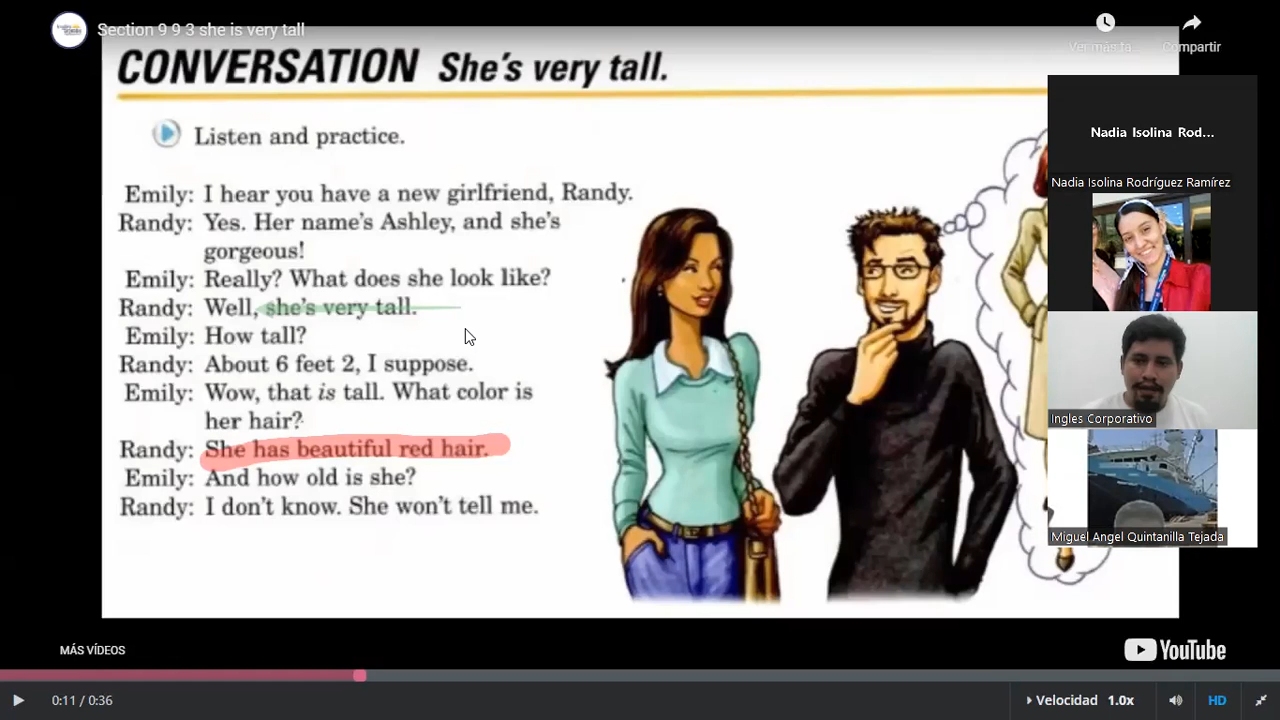 Section 9 9 3 she is very tall
Ver más ta...
Compartir
CONVERSATION She's very tall.
Listen and practice.
Emily: I hear you have a new girlfriend, Randy.
Randy: Yes. Her name's Ashley, and she's
gorgeous!
Emily: Really? What does she look like?
Randy: Well, she's very tall.
Emily: How tall?
Randy: About 6 feet 2, I suppose.
Emily: Wow, that is tall. What color is
her hair?
Randy: She has beautiful red hair.
Emily: And how old is she?
Randy: I don't know. She won't tell me.
Nadia Isolina Rod...
Nadia Isolina Rodríguez Ramírez
Ingles Corporativo
Miguel Angel Quintanilla Tejada
MÁS VÍDEOS
YouTube
0:11 / 0:36
Velocidad 1.0x
HD